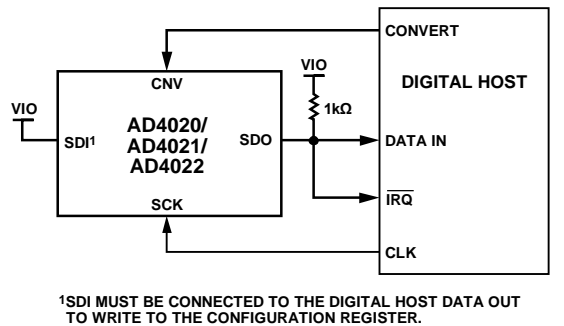 CONVERT
VIO
DIGITAL HOST
CNV
VIO
1kΩ
AD4020/
SDI1
SDO
DATA IN
AD4021/
AD4022
SCK
IRQ
CLK
1SDI MUST BE CONNECTED TO THE DIGITAL HOST DATA OUT
TO WRITE TO THE CONFIGURATION REGISTER.